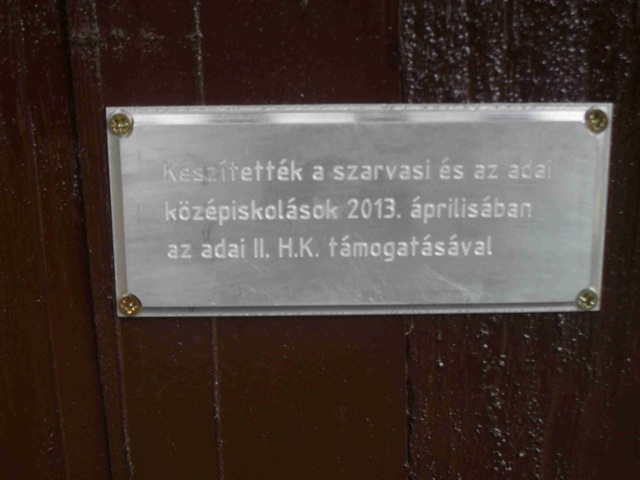 Készítették a szarvasi és az adai
középiskolások 2013. áprilisában
az adai II. H.K. támogatásával